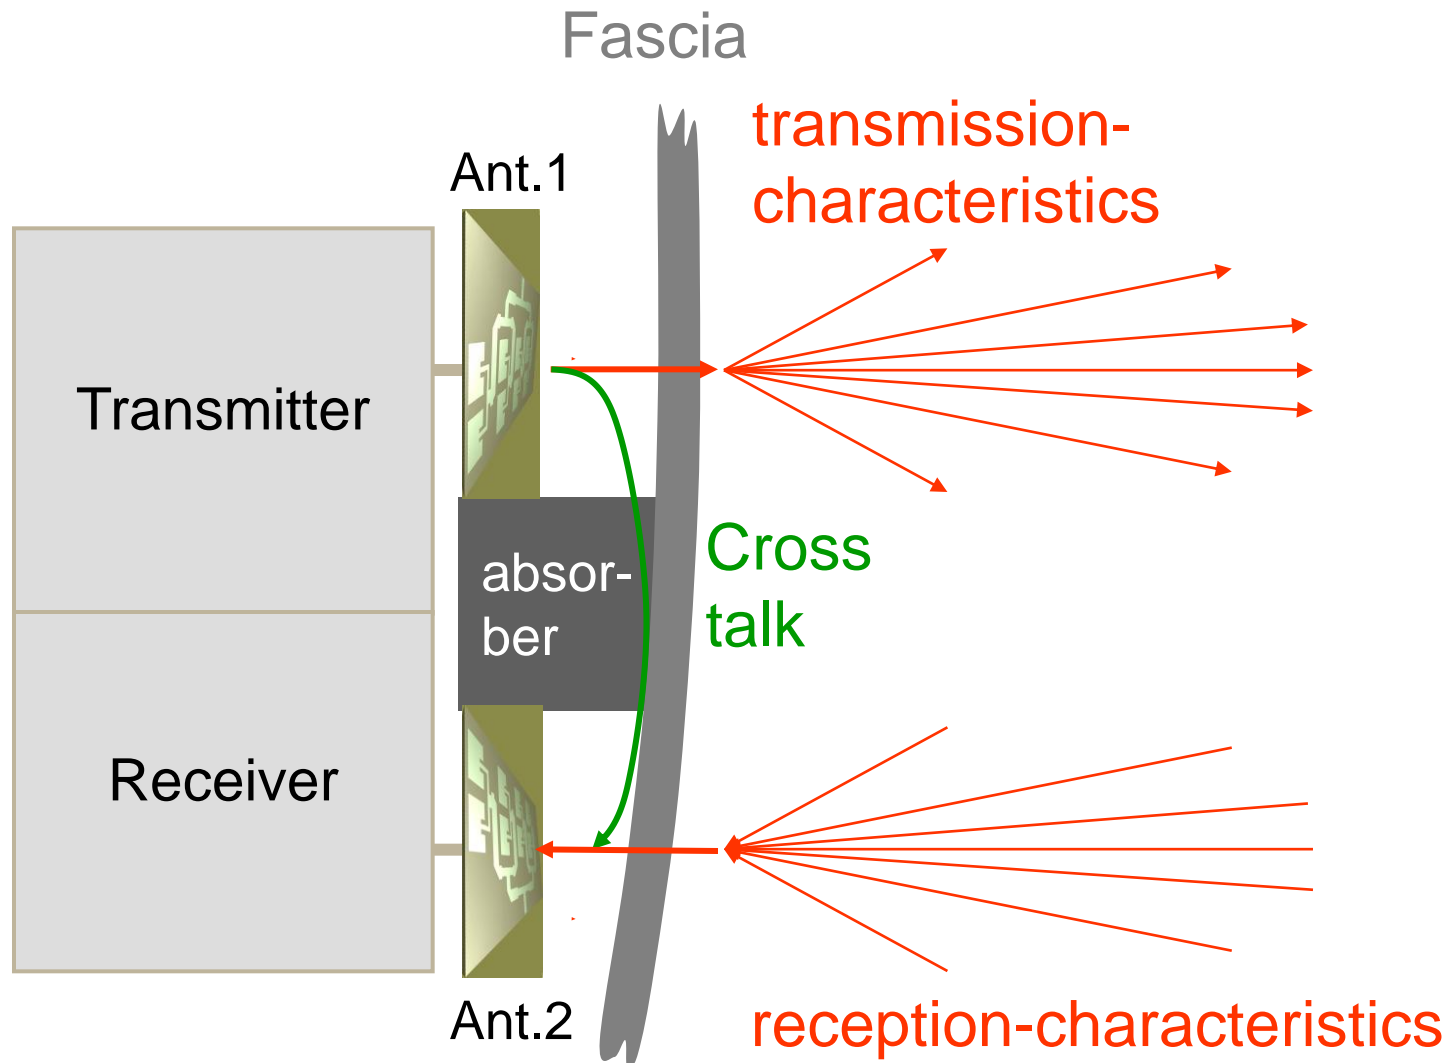 Fascia
transmission-
characteristics
Ant.1
Transmitter
Cross
talk
absor-
ber
Receiver
Ant.2
reception-characteristics